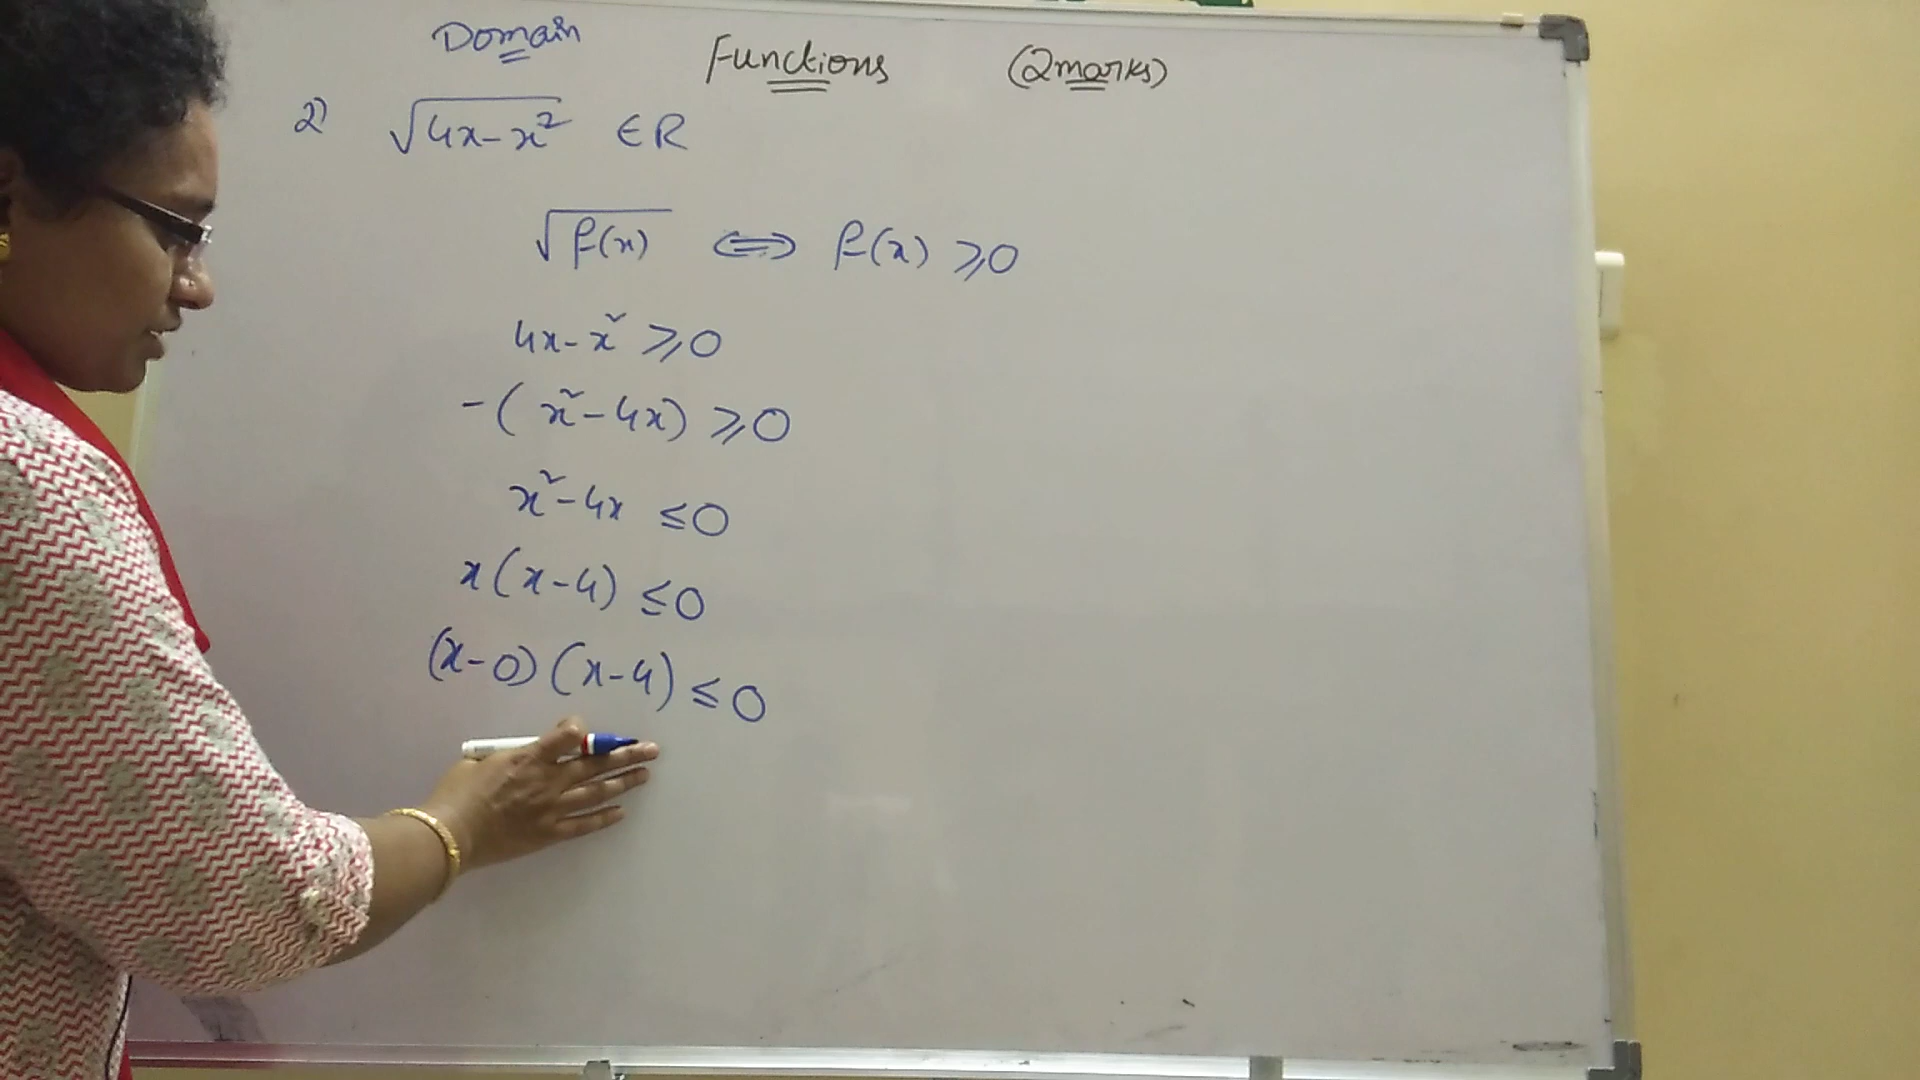 Domain
Functions (2marks)
2) √4x-x² ∈ R
√f(x) ⇔ f(x) ≥0
4x-x² ≥0
-(x²-4x) ≥0
x²-4x ≤0
x(x-4) ≤0
(x-0)(x-4) ≤0